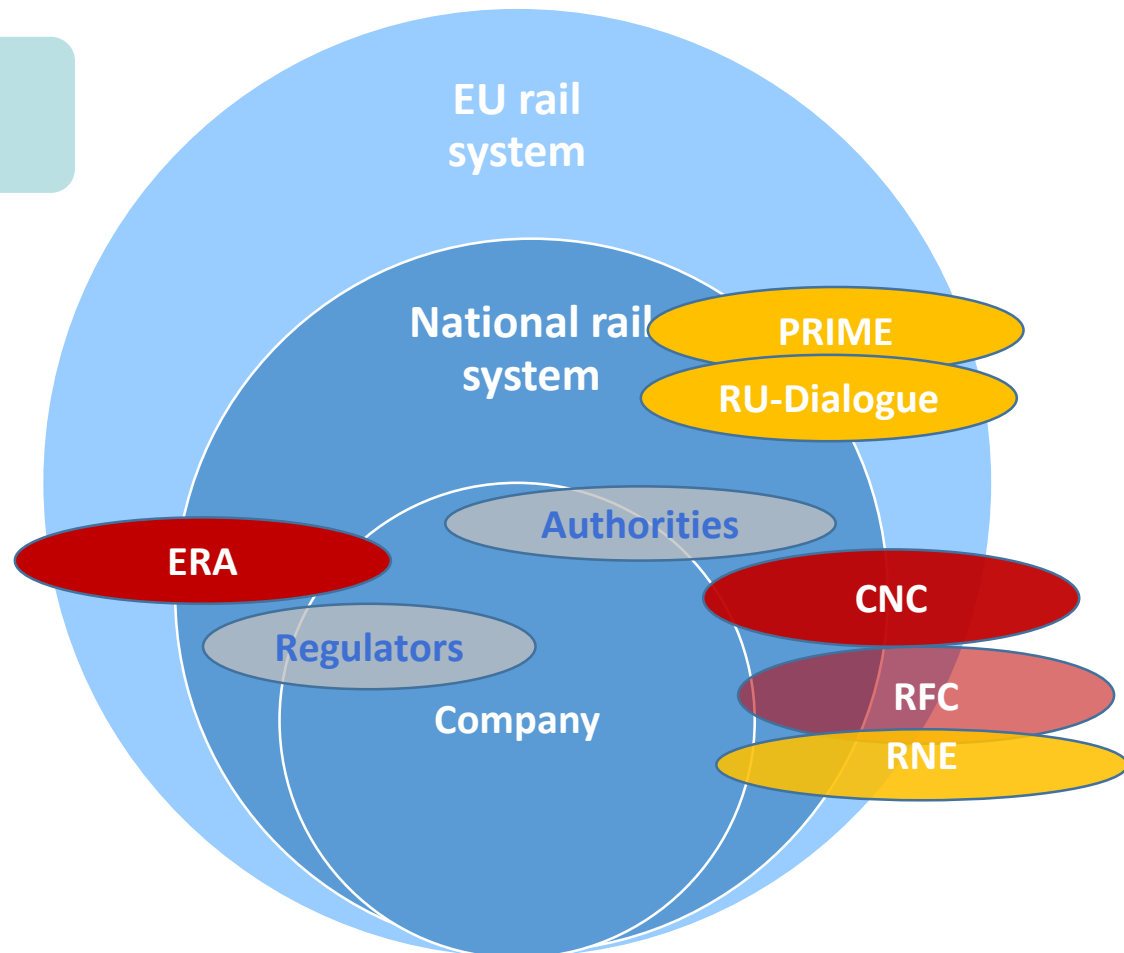 EU rail
system
National rail
system
PRIME
RU-Dialogue
Authorities
ERA
CNC
Regulators
RFC
Company
RNE